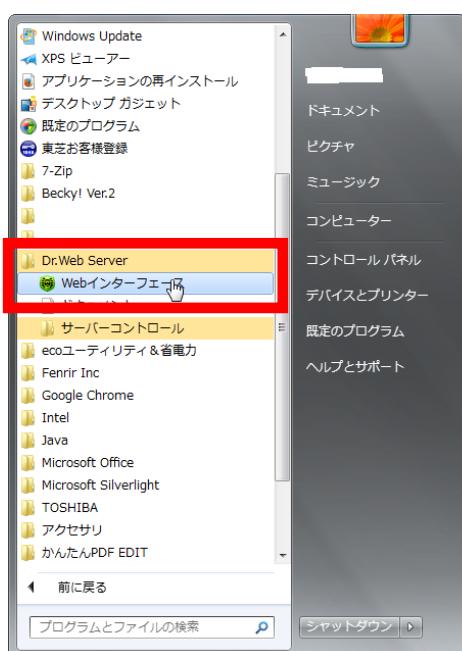 Windows Update
XPS ビューアー
アプリケーションの再インストール
デスクトップ ガジェット
既定のプログラム
東芝お客様登録
7-Zip
Becky! Ver.2
Dr.Web Server
Webインターフェース
ドキュメント
サーバーコントロール
ecoユーティリティ&省電力
Fenrir Inc
Google Chrome
Intel
Java
Microsoft Office
Microsoft Silverlight
TOSHIBA
アクセサリ
かんたんPDF EDIT
前に戻る
プログラムとファイルの検索
ドキュメント
ピクチャ
ミュージック
コンピューター
コントロール パネル
デバイスとプリンター
既定のプログラム
ヘルプとサポート
シャットダウン